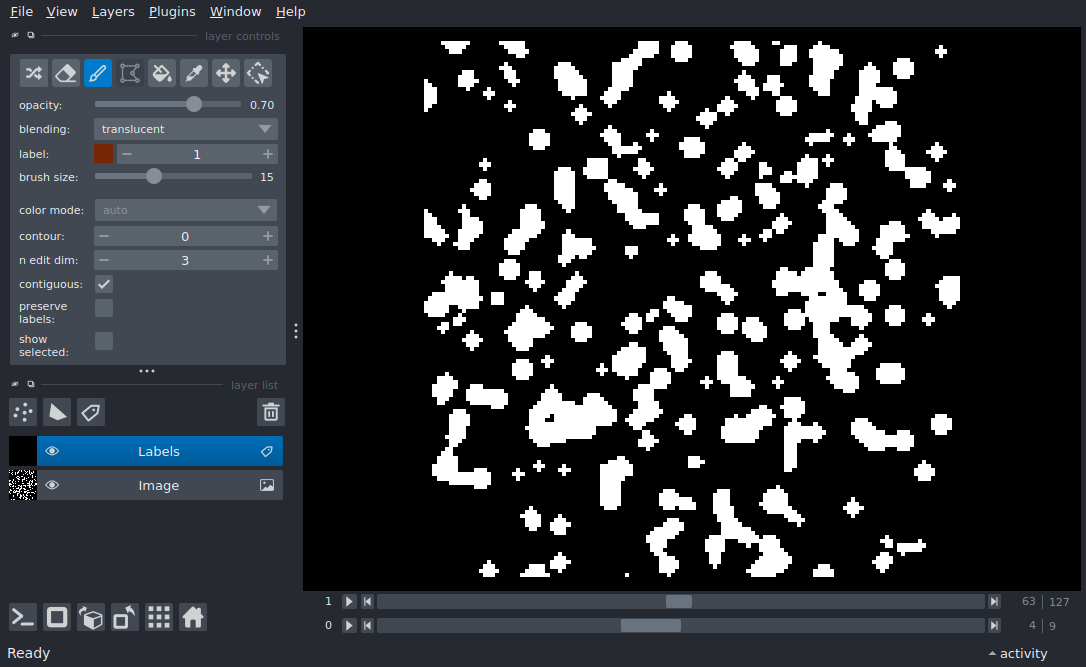 File View Layers Plugins Window Help
layer controls
opacity: 0.70
blending: translucent
label: 1
brush size: 15
color mode: auto
contour: 0
n edit dim: 3
contiguous:
preserve
labels:
show
selected:
layer list
Labels
Image
1 63 127
0 4 9
Ready activity